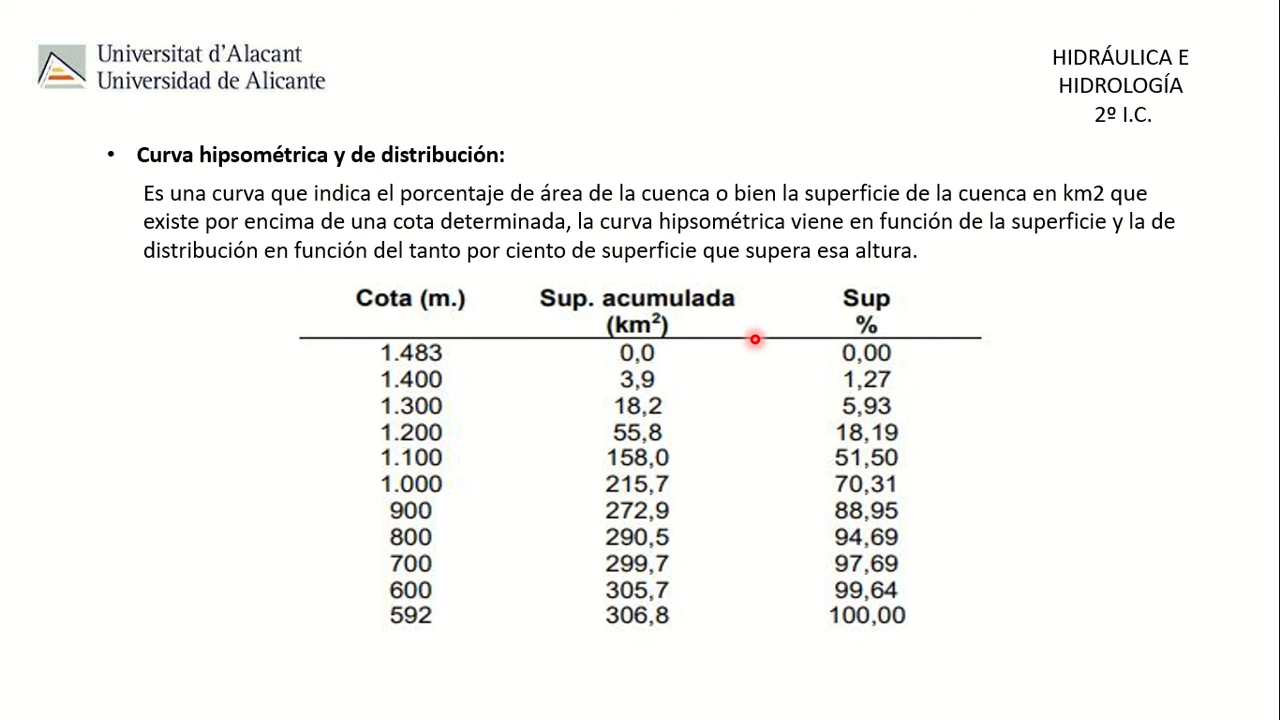 Universitat d'Alacant
Universidad de Alicante
HIDRÁULICA E
HIDROLOGÍA
2º I.C.
• Curva hipsométrica y de distribución:
Es una curva que indica el porcentaje de área de la cuenca o bien la superficie de la cuenca en km2 que
existe por encima de una cota determinada, la curva hipsométrica viene en función de la superficie y la de
distribución en función del tanto por ciento de superficie que supera esa altura.
Cota (m.) Sup. acumulada Sup
(km²) %
1.483 0,0 0,00
1.400 3,9 1,27
1.300 18,2 5,93
1.200 55,8 18,19
1.100 158,0 51,50
1.000 215,7 70,31
900 272,9 88,95
800 290,5 94,69
700 299,7 97,69
600 305,7 99,64
592 306,8 100,00